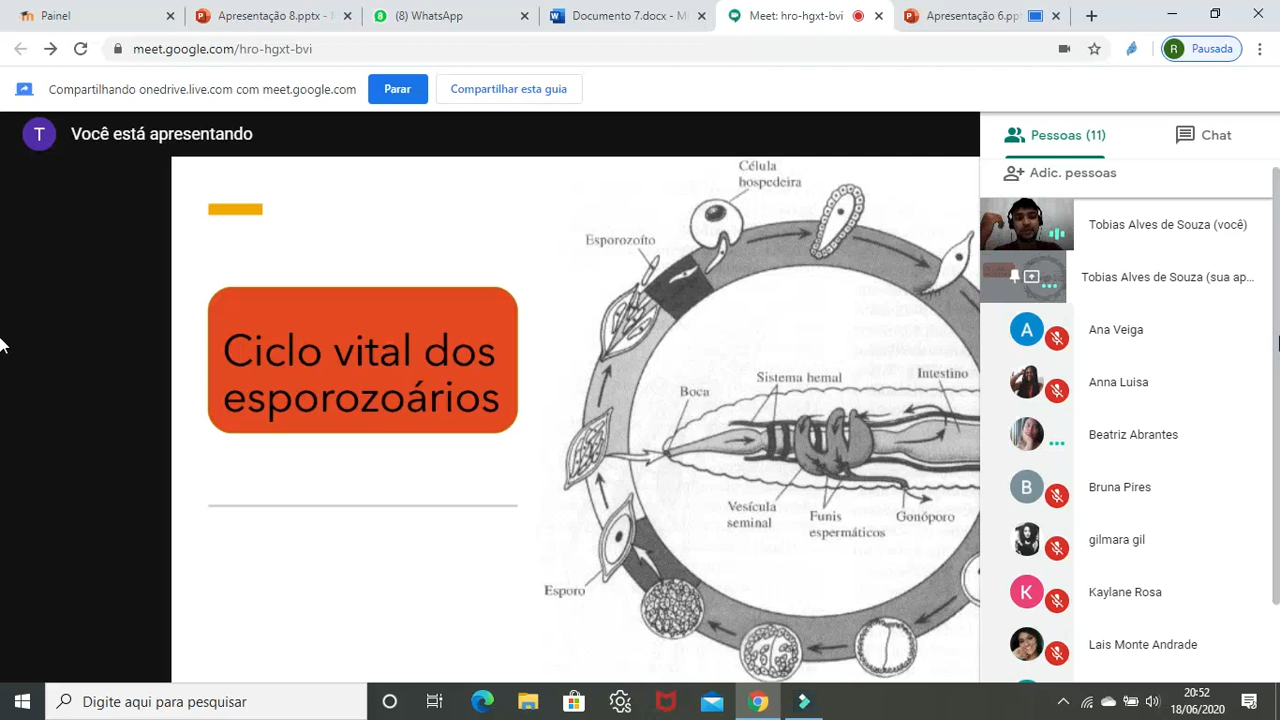 Painel
Apresentação 8.pptx -
(8) WhatsApp
Documento 7.docx - Mi
Meet: hro-hgxt-bvi
Apresentação 6.pp
meet.google.com/hro-hgxt-bvi
R
Pausada
Compartilhando onedrive.live.com com meet.google.com
Parar
Compartilhar esta guia
T
Você está apresentando
Pessoas (11)
Chat
Adic. pessoas
Tobias Alves de Souza (você)
Tobias Alves de Souza (sua ap...
A
Ana Veiga
Anna Luisa
Beatriz Abrantes
B
Bruna Pires
gilmara gil
K
Kaylane Rosa
Lais Monte Andrade
Ciclo vital dos
esporozoários
Célula
hospedeira
Esporozoíto
Boca
Sistema hemal
Intestino
Vesícula
seminal
Funis
espermáticos
Gonóporo
Esporo
Digite aqui para pesquisar
20:52
18/06/2020